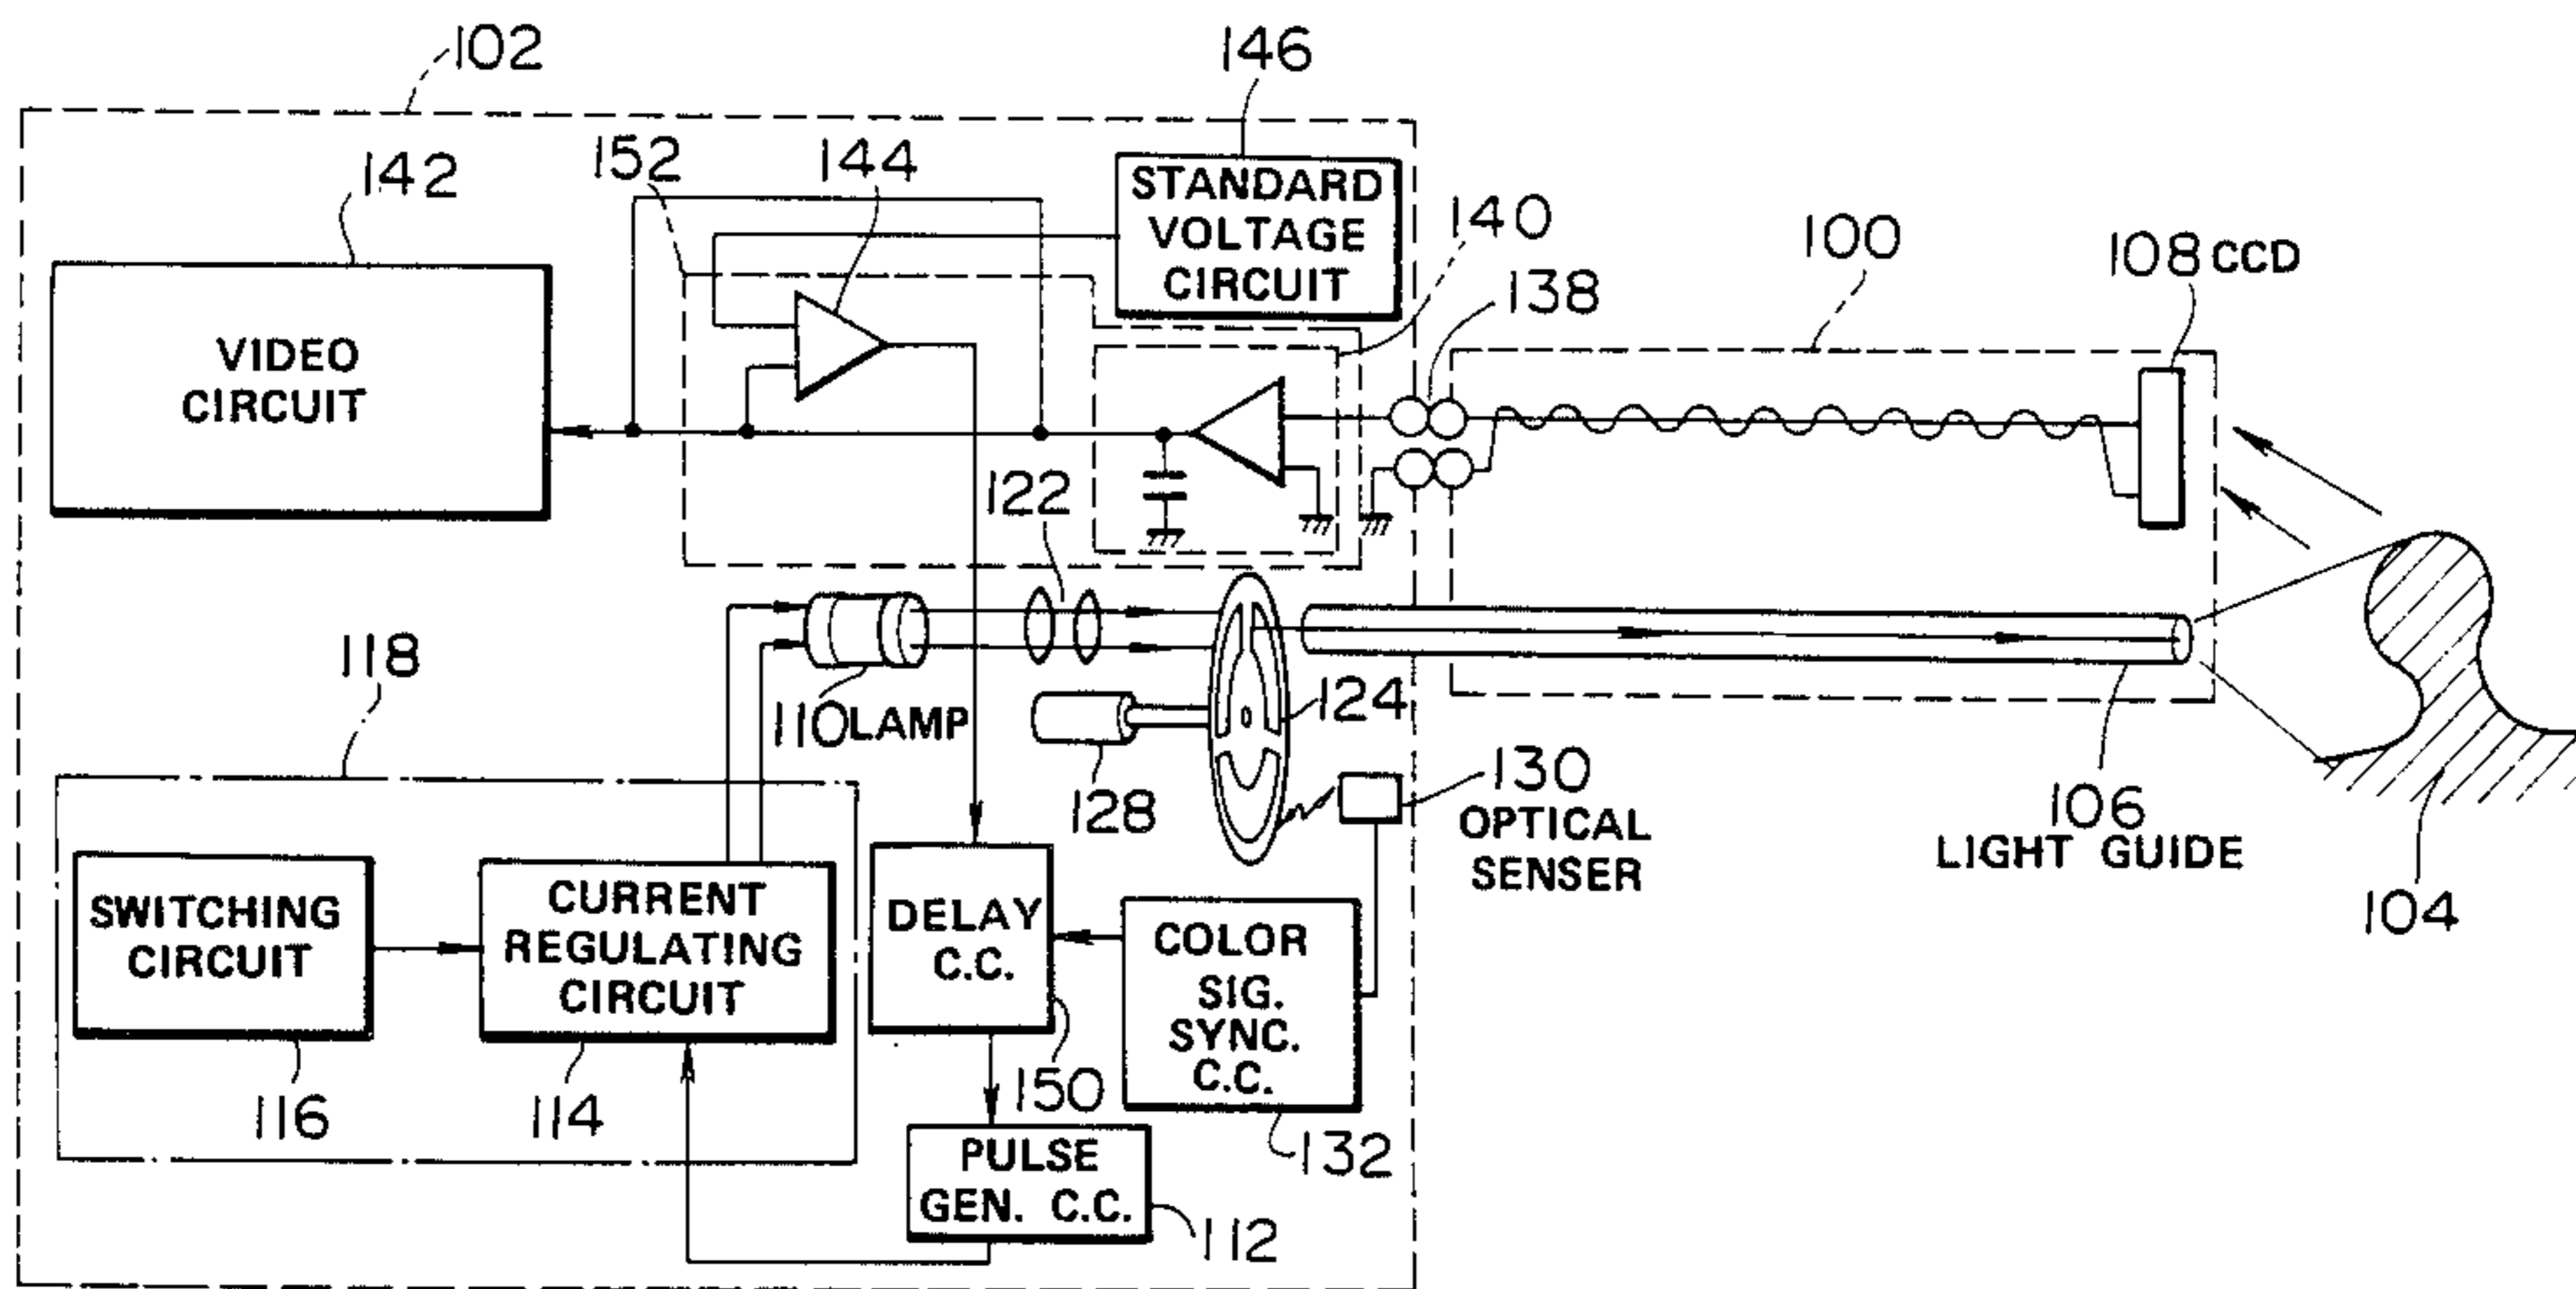 102
146
152
144
142
STANDARD
VOLTAGE
CIRCUIT
140
138
100
108 CCD
VIDEO
CIRCUIT
122
118
110 LAMP
124
128
130
OPTICAL
SENSER
106
LIGHT GUIDE
104
SWITCHING
CIRCUIT
CURRENT
REGULATING
CIRCUIT
DELAY
C.C.
COLOR
SIG.
SYNC.
C.C.
116
114
150
132
PULSE
GEN. C.C.
112